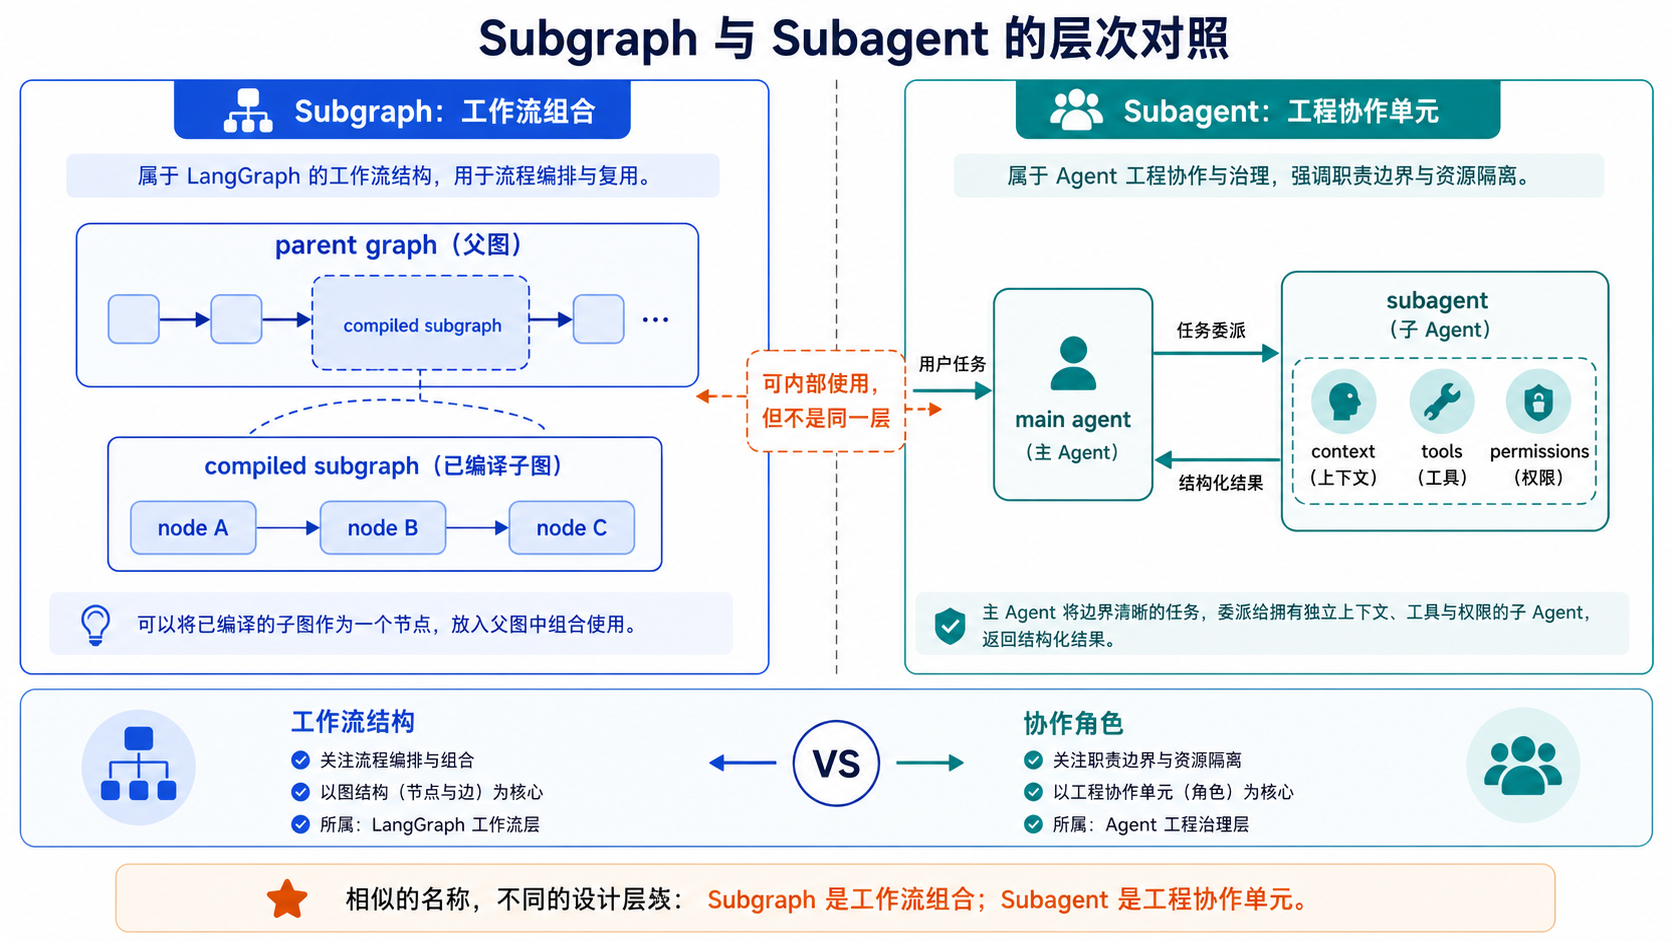 Subgraph 与 Subagent 的层次对照
Subgraph：工作流组合
属于 LangGraph 的工作流结构，用于流程编排与复用。
parent graph（父图）
compiled subgraph
...
compiled subgraph（已编译子图）
node A
node B
node C
可以将已编译的子图作为一个节点，放入父图中组合使用。
可内部使用，
但不是同一层
Subagent：工程协作单元
属于 Agent 工程协作与治理，强调职责边界与资源隔离。
用户任务
main agent
（主 Agent）
任务委派
结构化结果
subagent
（子 Agent）
context
（上下文）
tools
（工具）
permissions
（权限）
主 Agent 将边界清晰的任务，委派给拥有独立上下文、工具与权限的子 Agent，
返回结构化结果。
工作流结构
关注流程编排与组合
以图结构（节点与边）为核心
所属：LangGraph 工作流层
VS
协作角色
关注职责边界与资源隔离
以工程协作单元（角色）为核心
所属：Agent 工程治理层
相似的名称，不同的设计层：Subgraph 是工作流组合；Subagent 是工程协作单元。